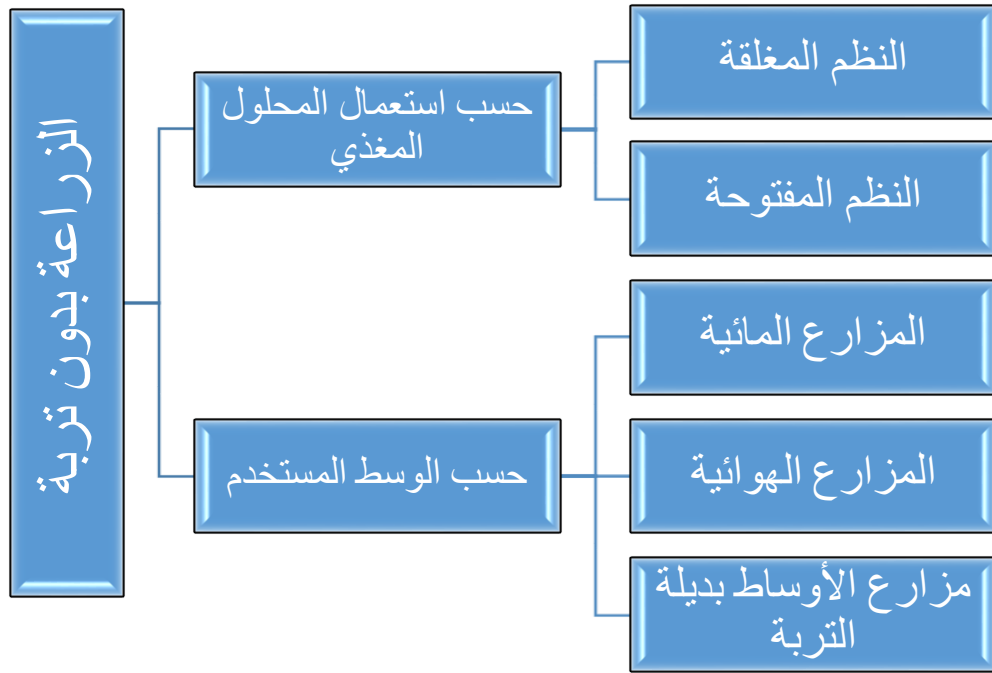 الزراعة بدون تربة
حسب استعمال المحلول
المغذي
النظم المغلقة
النظم المفتوحة
حسب الوسط المستخدم
المزارع المائية
المزارع الهوائية
مزارع الأوساط بديلة
التربة